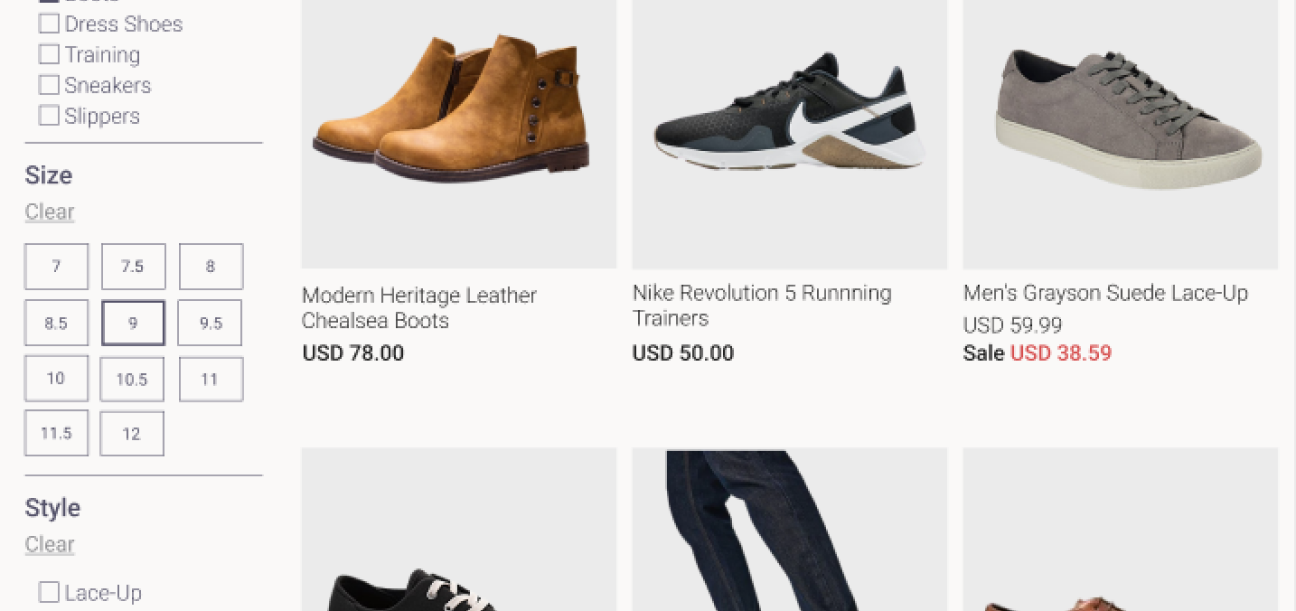 Dress Shoes
Training
Sneakers
Slippers
Size
Clear
7
7.5
8
8.5
9
9.5
10
10.5
11
11.5
12
Style
Clear
Lace-Up
Modern Heritage Leather
Chealsea Boots
USD 78.00
Nike Revolution 5 Runnning
Trainers
USD 50.00
Men's Grayson Suede Lace-Up
USD 59.99
Sale USD 38.59